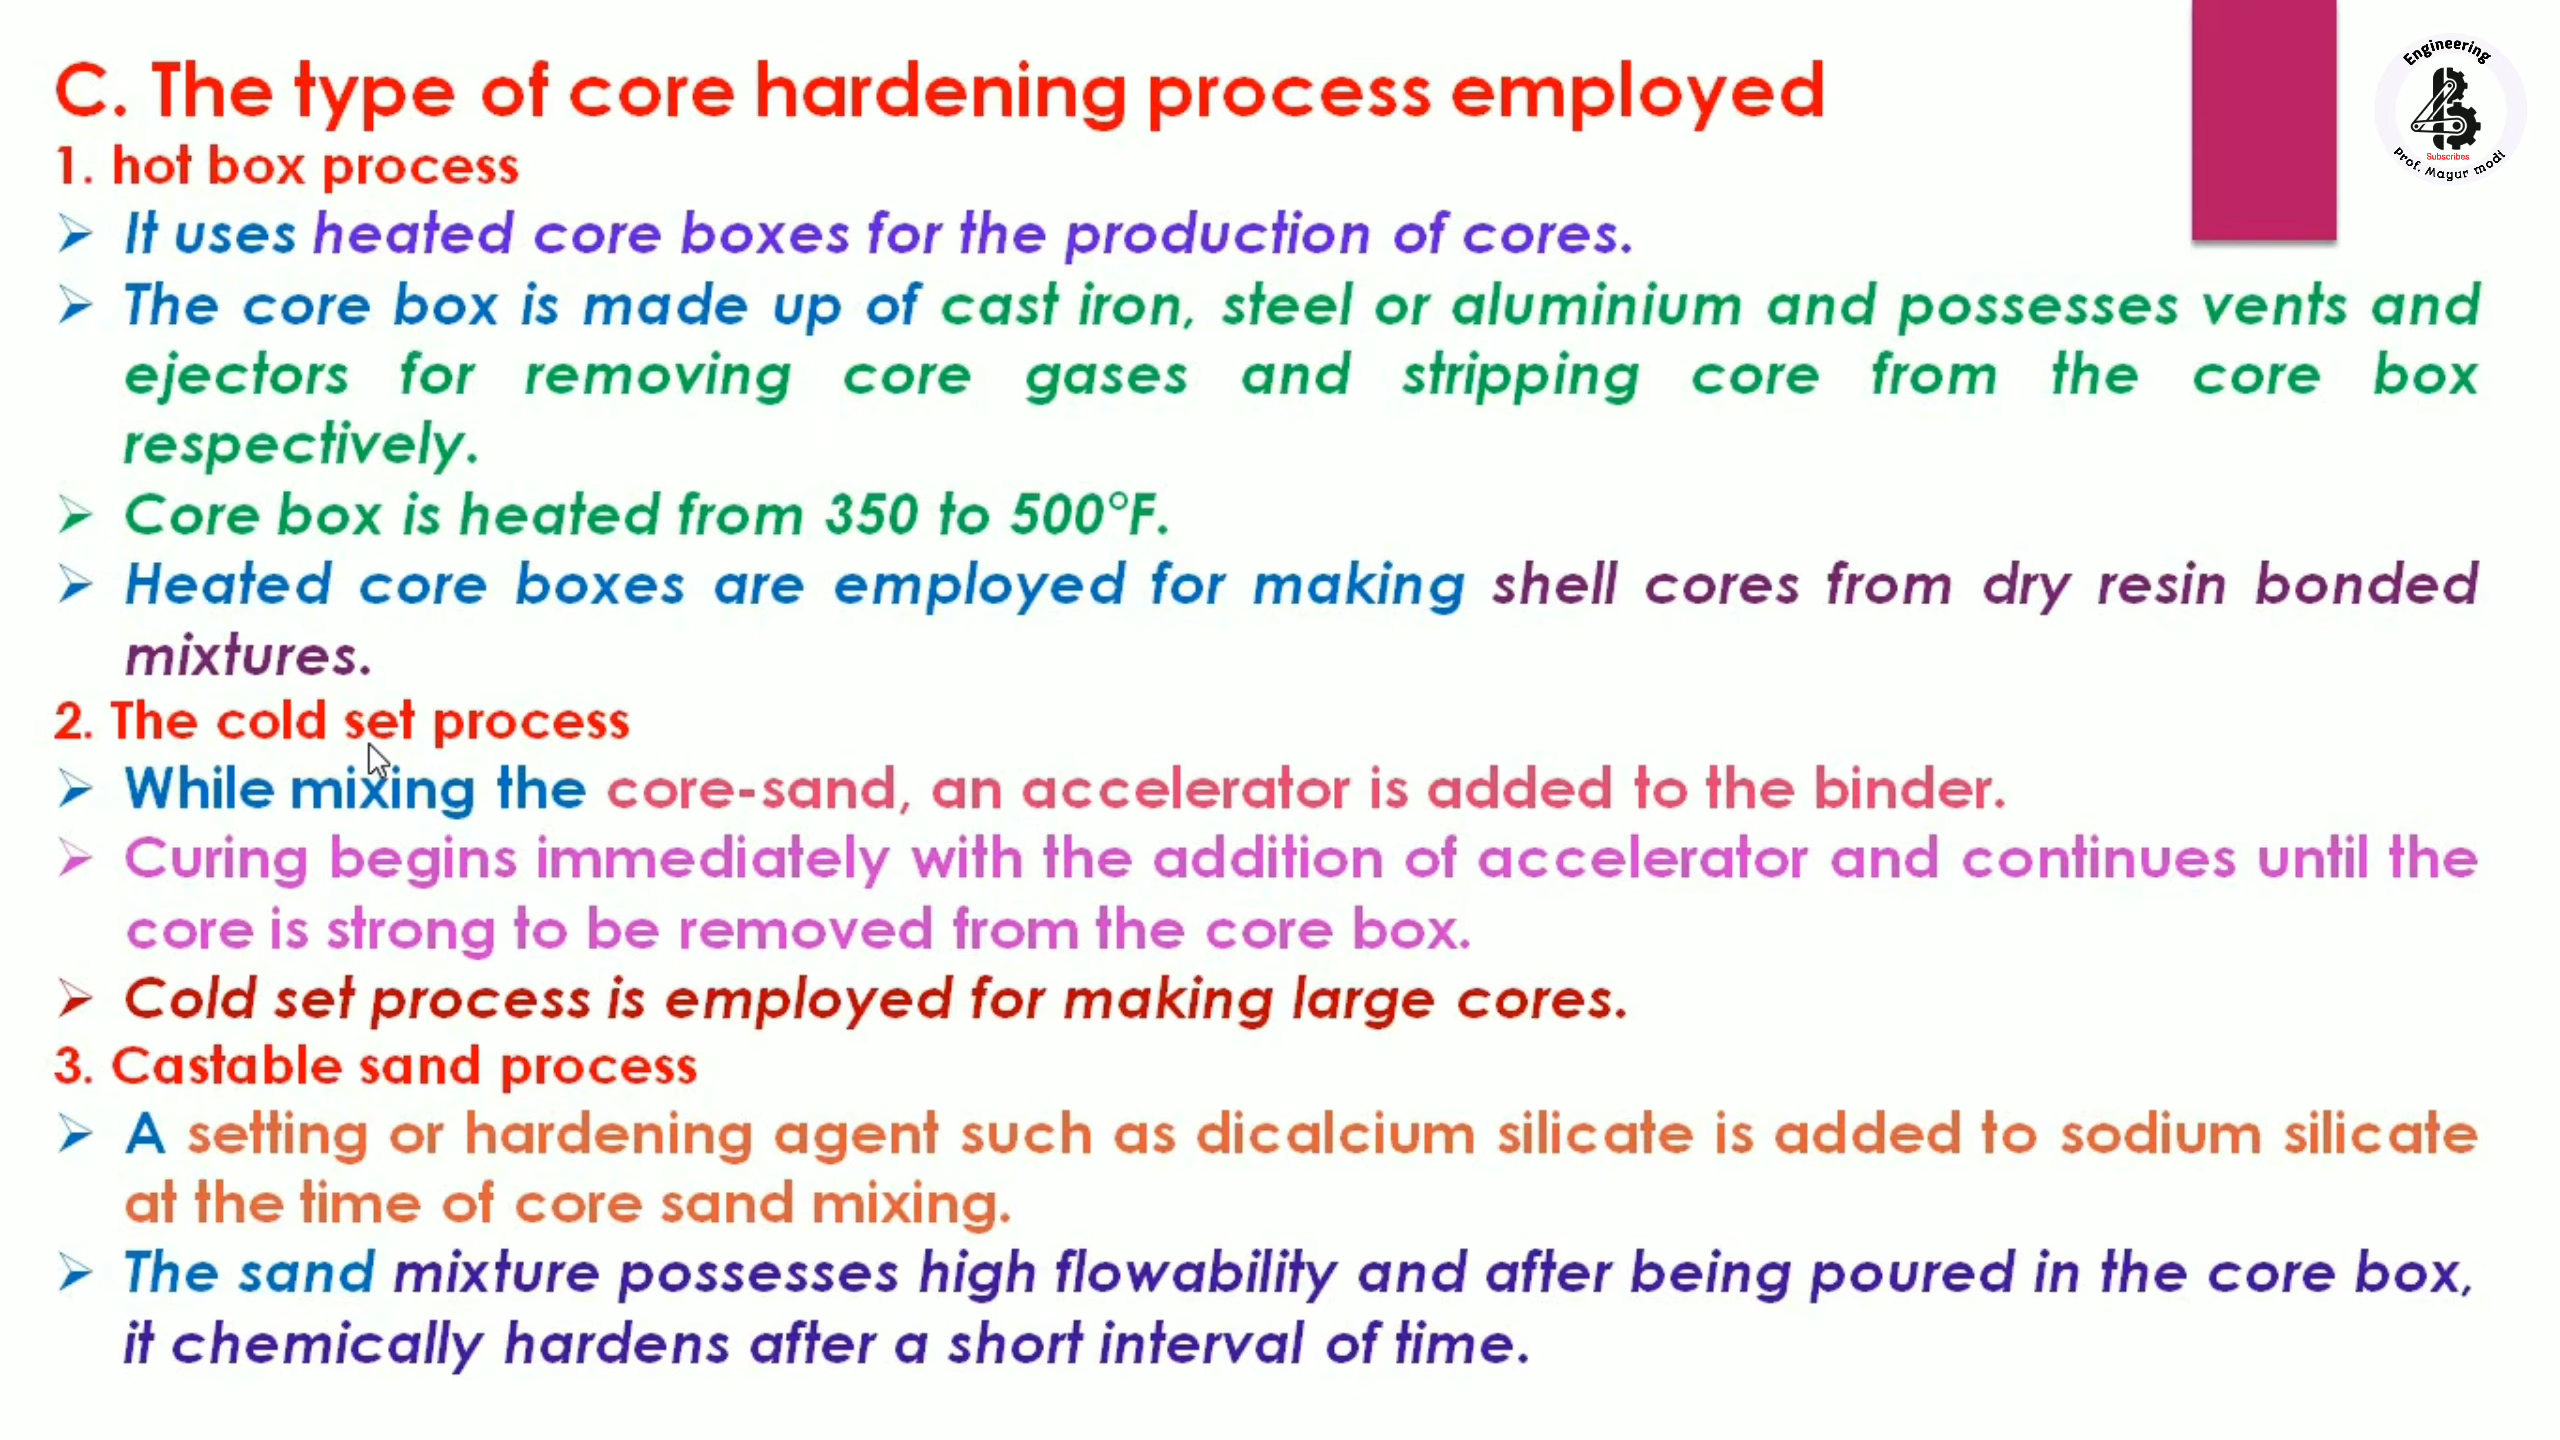 C. The type of core hardening process employed
1. hot box process
➢ It uses heated core boxes for the production of cores.
➢ The core box is made up of cast iron, steel or aluminium and possesses vents and
ejectors for removing core gases and stripping core from the core box
respectively.
➢ Core box is heated from 350 to 500°F.
➢ Heated core boxes are employed for making shell cores from dry resin bonded
mixtures.
2. The cold set process
➢ While mixing the core-sand, an accelerator is added to the binder.
➢ Curing begins immediately with the addition of accelerator and continues until the
core is strong to be removed from the core box.
➢ Cold set process is employed for making large cores.
3. Castable sand process
➢ A setting or hardening agent such as dicalcium silicate is added to sodium silicate
at the time of core sand mixing.
➢ The sand mixture possesses high flowability and after being poured in the core box,
it chemically hardens after a short interval of time.
Engineering
Subscribes
Prof. Mayur modi